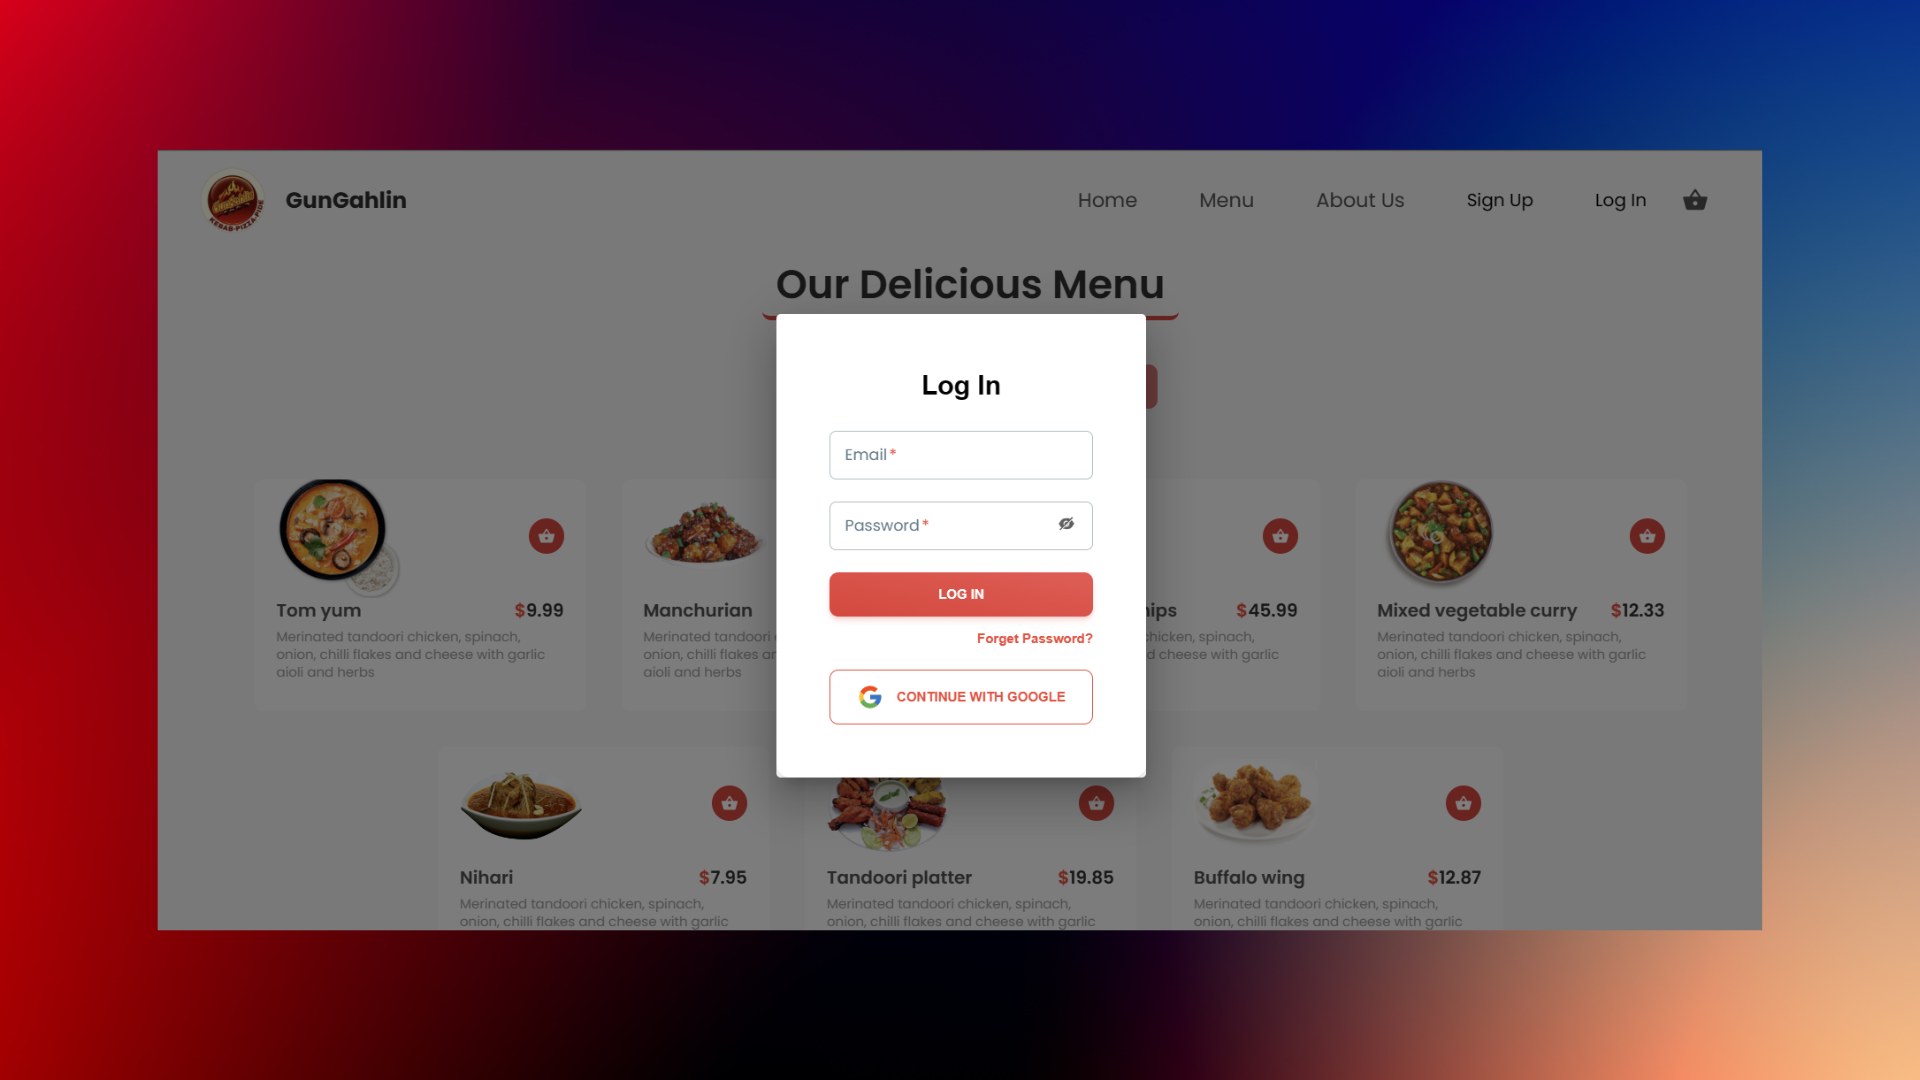 GunGahlin
Home
Menu
About Us
Sign Up
Log In
KEBAB-PIZZA-PIDE
Our Delicious Menu
Log In
Email*
Password*
LOG IN
Forget Password?
CONTINUE WITH GOOGLE
Tom yum
$9.99
Merinated tandoori chicken, spinach,
onion, chilli flakes and cheese with garlic
aioli and herbs
Manchurian
Merinated tandoori
onion, chilli flakes ar
aioli and herbs
hips
$45.99
hicken, spinach,
d cheese with garlic
Mixed vegetable curry
$12.33
Merinated tandoori chicken, spinach,
onion, chilli flakes and cheese with garlic
aioli and herbs
Nihari
$7.95
Merinated tandoori chicken, spinach,
onion, chilli flakes and cheese with garlic
Tandoori platter
$19.85
Merinated tandoori chicken, spinach,
onion, chilli flakes and cheese with garlic
Buffalo wing
$12.87
Merinated tandoori chicken, spinach,
onion, chilli flakes and cheese with garlic